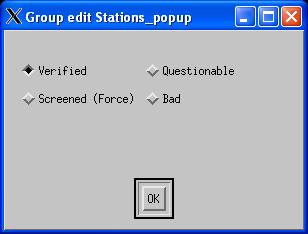 Group edit Stations_popup
Verified Questionable
Screened (Force) Bad
OK